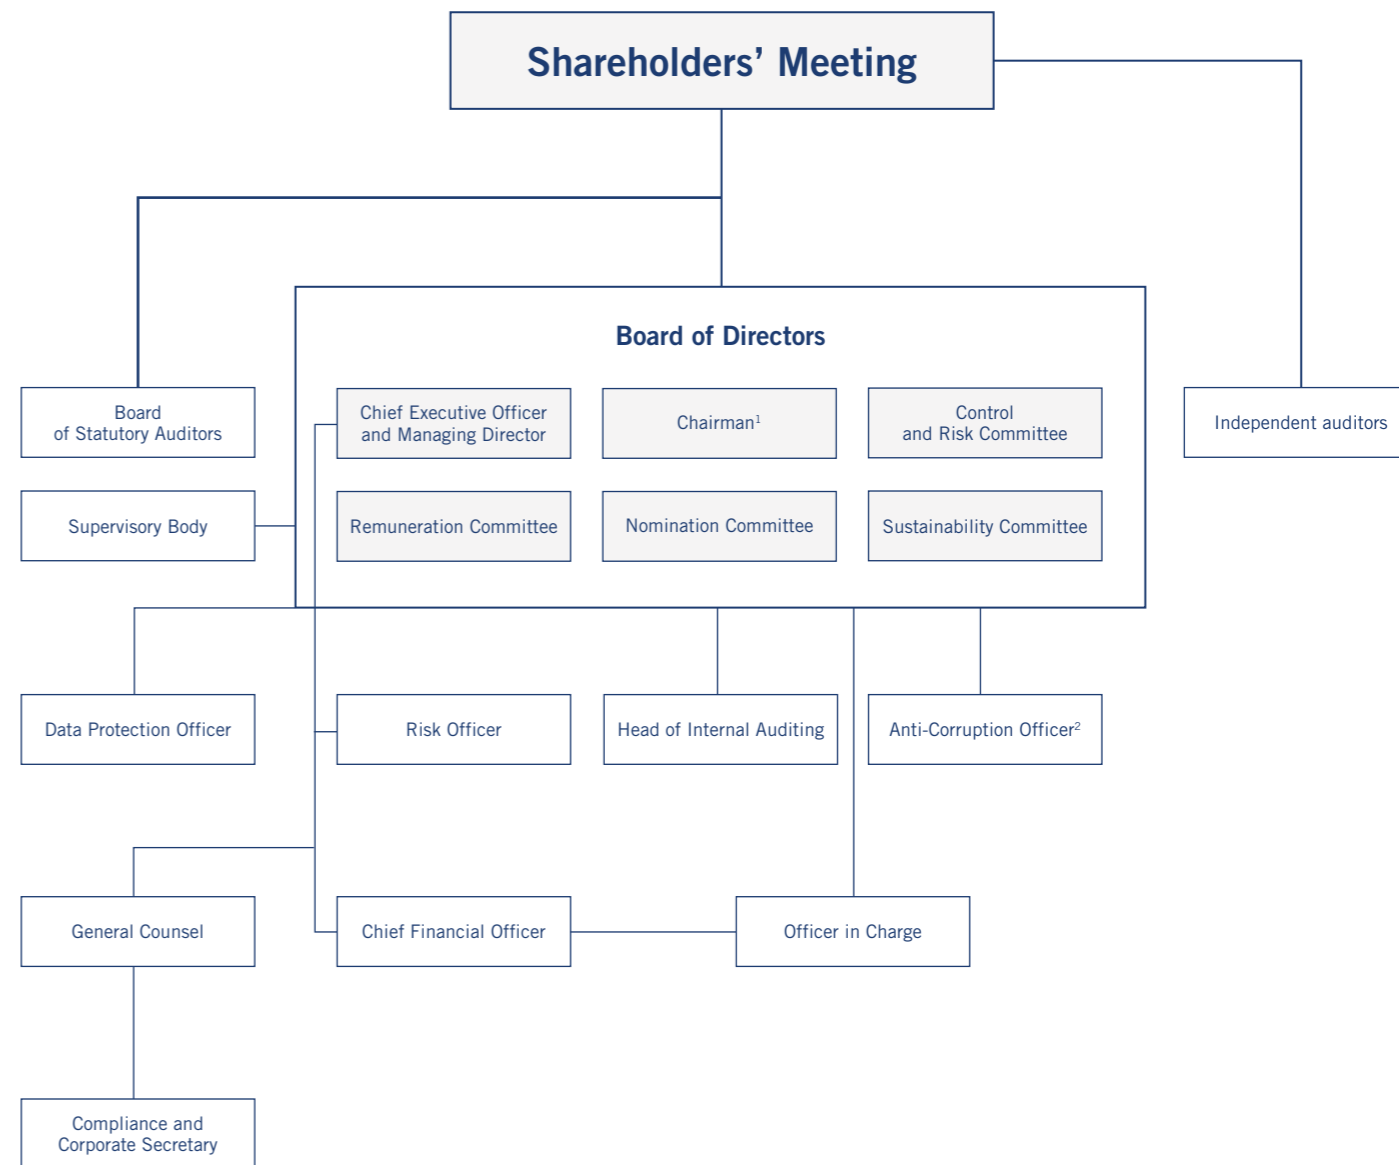 Shareholders’ Meeting
Board of Directors
Board
of Statutory Auditors
Chief Executive Officer
and Managing Director
Chairman¹
Control
and Risk Committee
Independent auditors
Supervisory Body
Remuneration Committee
Nomination Committee
Sustainability Committee
Data Protection Officer
Risk Officer
Head of Internal Auditing
Anti-Corruption Officer²
General Counsel
Chief Financial Officer
Officer in Charge
Compliance and
Corporate Secretary